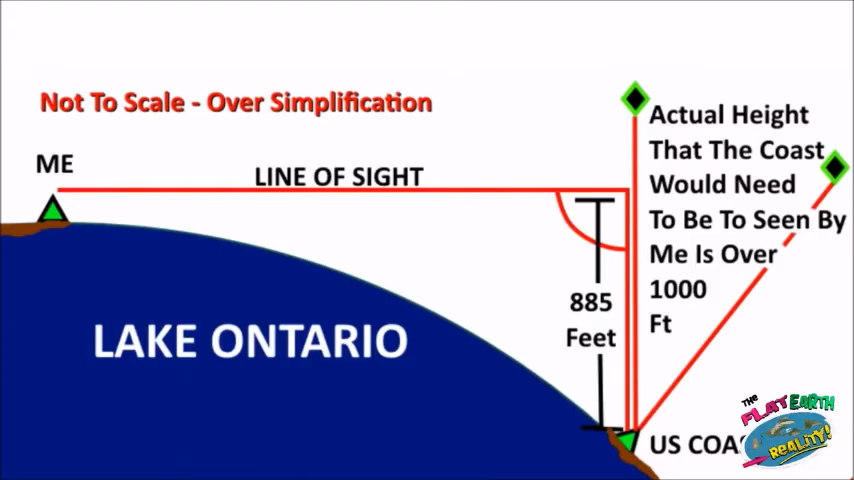 Not To Scale - Over Simplification
ME
LINE OF SIGHT
Actual Height
That The Coast
Would Need
To Be To Seen By
Me Is Over
1000
Ft
885
Feet
LAKE ONTARIO
US
THE
FLAT EARTH
REALITY!